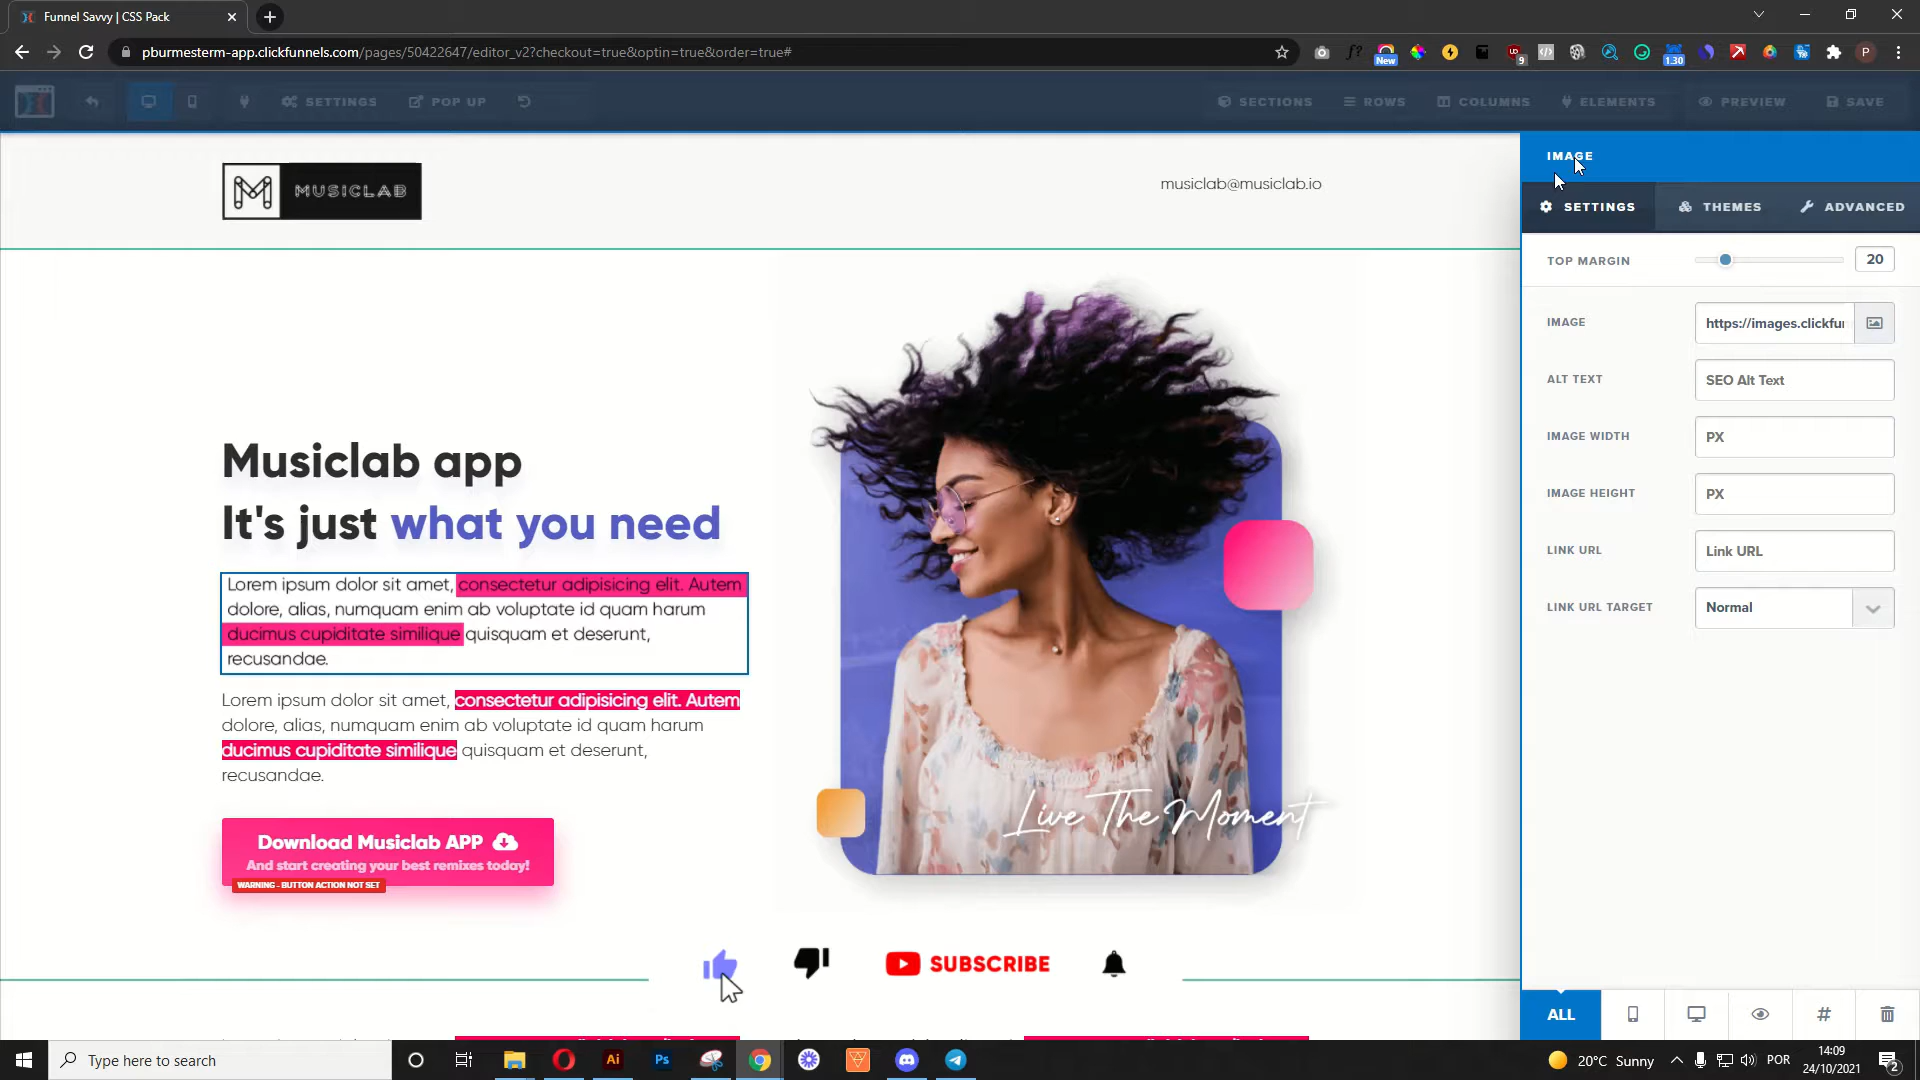 Funnel Savvy | CSS Pack
pburmesterm-app.clickfunnels.com/pages/50422647/editor_v2?checkout=true&optin=true&order=true#
New
9
1.30
P
SETTINGS
POP UP
SECTIONS
ROWS
COLUMNS
ELEMENTS
PREVIEW
SAVE
M MUSICLAB
musiclab@musiclab.io
IMAGE
SETTINGS
THEMES
ADVANCED
TOP MARGIN
20
IMAGE
https://images.clickfu
ALT TEXT
SEO Alt Text
IMAGE WIDTH
PX
IMAGE HEIGHT
PX
LINK URL
Link URL
LINK URL TARGET
Normal
ALL
#
Musiclab app
It's just what you need
Lorem ipsum dolor sit amet, consectetur adipisicing elit. Autem
dolore, alias, numquam enim ab voluptate id quam harum
ducimus cupiditate similique quisquam et deserunt,
recusandae.
Lorem ipsum dolor sit amet, consectetur adipisicing elit. Autem
dolore, alias, numquam enim ab voluptate id quam harum
ducimus cupiditate similique quisquam et deserunt,
recusandae.
Download Musiclab APP
And start creating your best remixes today!
WARNING - BUTTON ACTION NOT SET
Live The Moment
SUBSCRIBE
Type here to search
Ai
Ps
20°C Sunny
POR
14:09
24/10/2021
2